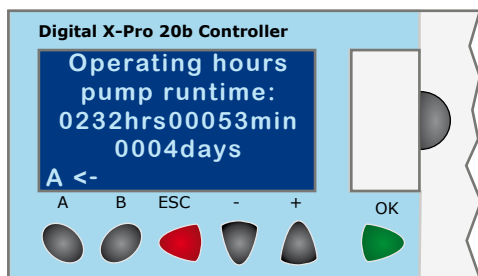 Digital X-Pro 20b Controller
Operating hours
pump runtime:
0232hrs00053min
0004days
A <-
A B ESC - + OK